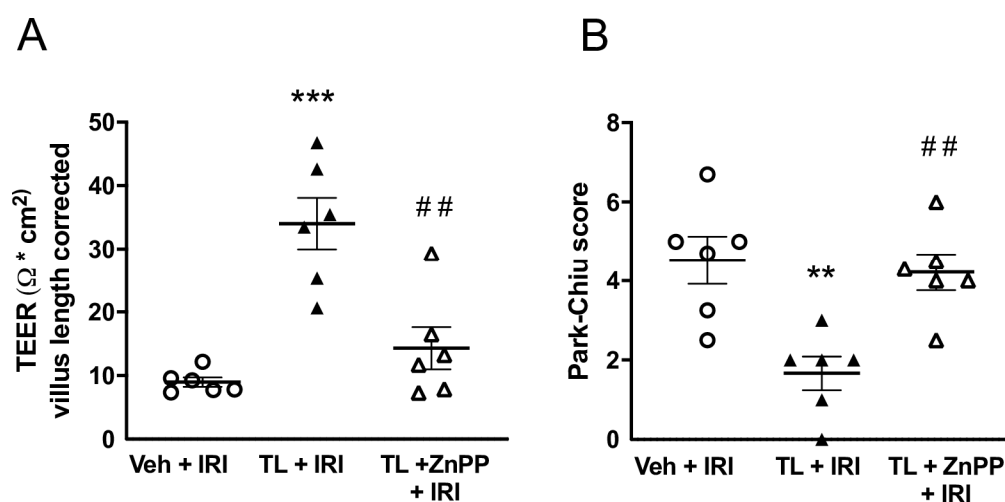 A
TEER (Ω * cm2)
villus length corrected
50
40
30
20
10
0
***
# #
Veh + IRI
TL + IRI
TL +ZnPP
+ IRI
B
Park-Chiu score
8
6
4
2
0
**
# #
Veh + IRI
TL + IRI
TL + ZnPP
+ IRI